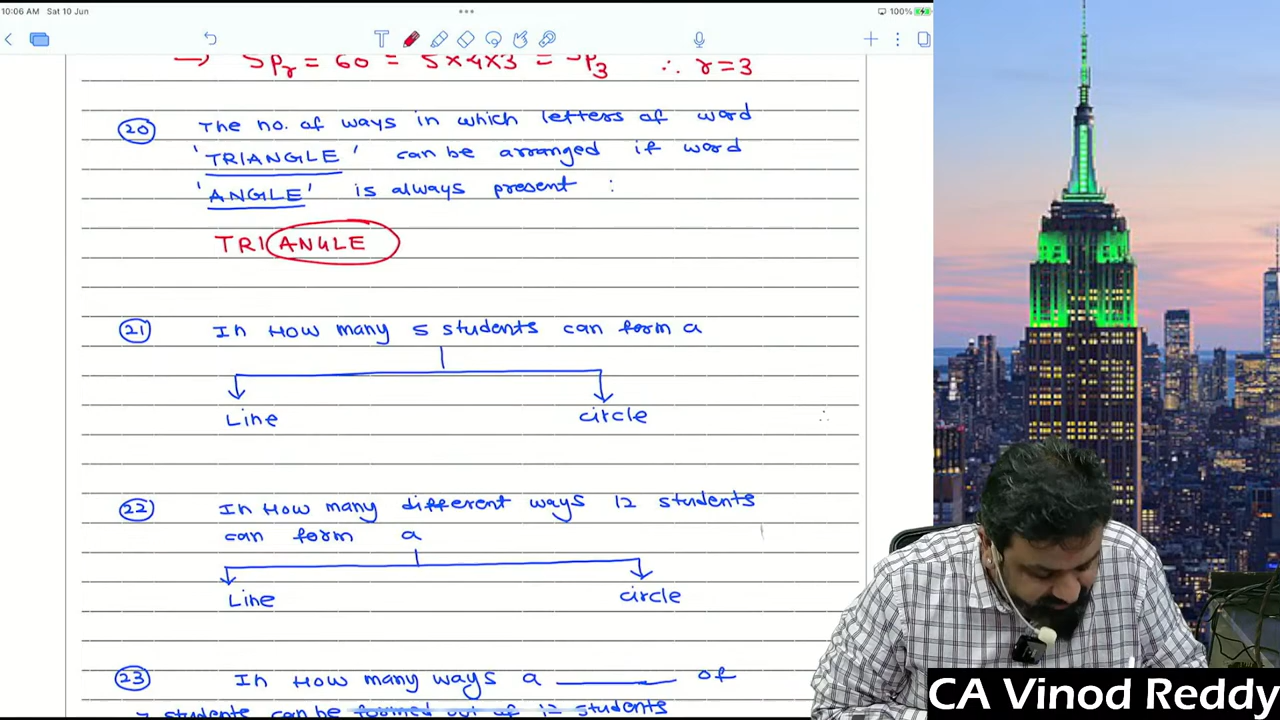 10:06 AM Sat 10 Jun
100%
→ 5Pr = 60 = 5×4×3 = 5P3 ∴ r=3
20 The no. of ways in which letters of word
'TRIANGLE' can be arranged if word
'ANGLE' is always present :
TRIANGLE
21 In How many 5 students can form a
Line circle
22 In How many different ways 12 students
can form a
Line circle
23 In How many ways a _______ of
7 students can be formed out of 12 students
CA Vinod Reddy